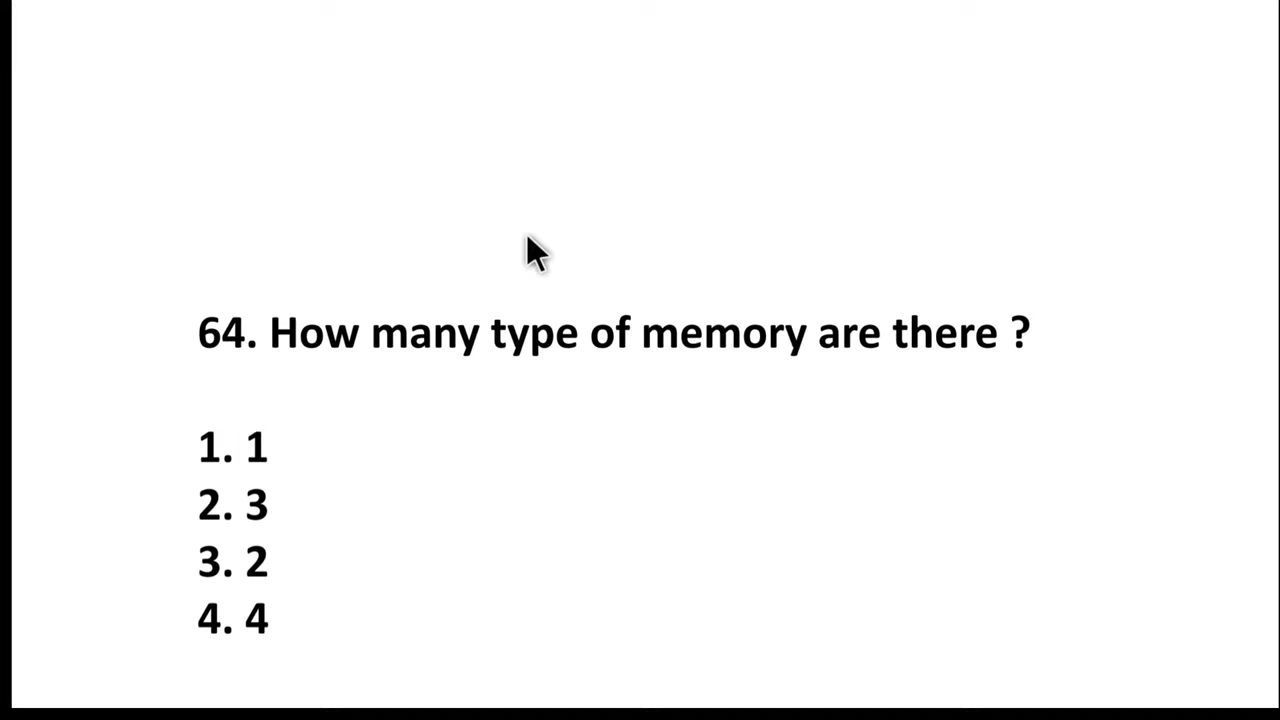 64. How many type of memory are there ?
1. 1
2. 3
3. 2
4. 4